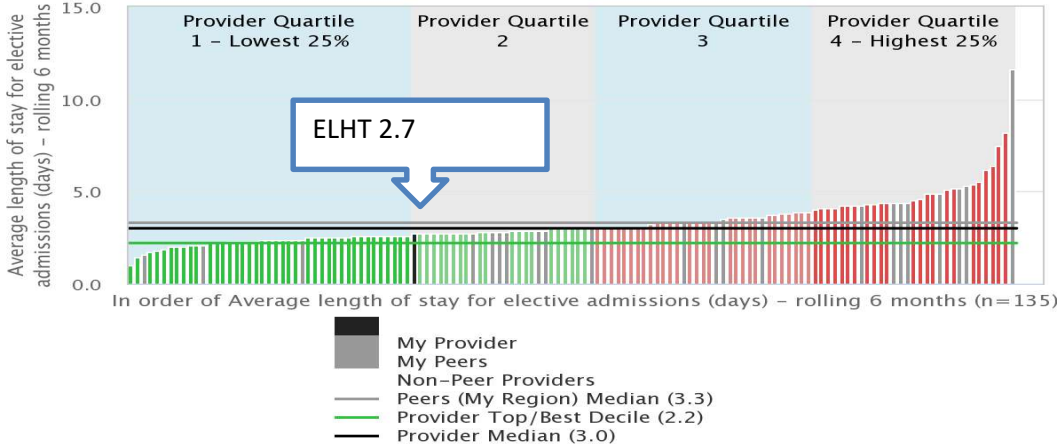 Average length of stay for elective
admissions (days) – rolling 6 months
15.0
10.0
5.0
0.0
Provider Quartile
1 – Lowest 25%
Provider Quartile
2
Provider Quartile
3
Provider Quartile
4 – Highest 25%
ELHT 2.7
In order of Average length of stay for elective admissions (days) – rolling 6 months (n=135)
My Provider
My Peers
Non-Peer Providers
Peers (My Region) Median (3.3)
Provider Top/Best Decile (2.2)
Provider Median (3.0)